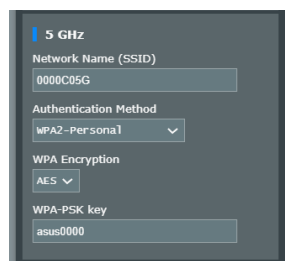 5 GHz
Network Name (SSID)
0000C05G
Authentication Method
WPA2-Personal
WPA Encryption
AES
WPA-PSK key
asus0000